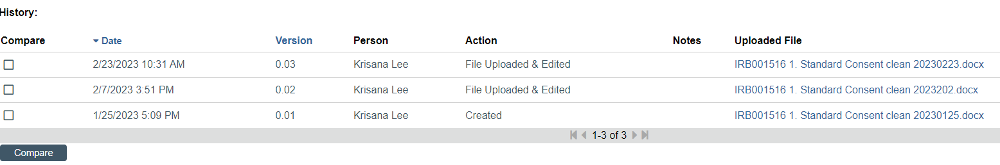 History:
Compare Date Version Person Action Notes Uploaded File
2/23/2023 10:31 AM 0.03 Krisana Lee File Uploaded & Edited IRB001516 1. Standard Consent clean 20230223.docx
2/7/2023 3:51 PM 0.02 Krisana Lee File Uploaded & Edited IRB001516 1. Standard Consent clean 2023202.docx
1/25/2023 5:09 PM 0.01 Krisana Lee Created IRB001516 1. Standard Consent clean 20230125.docx
1-3 of 3
Compare